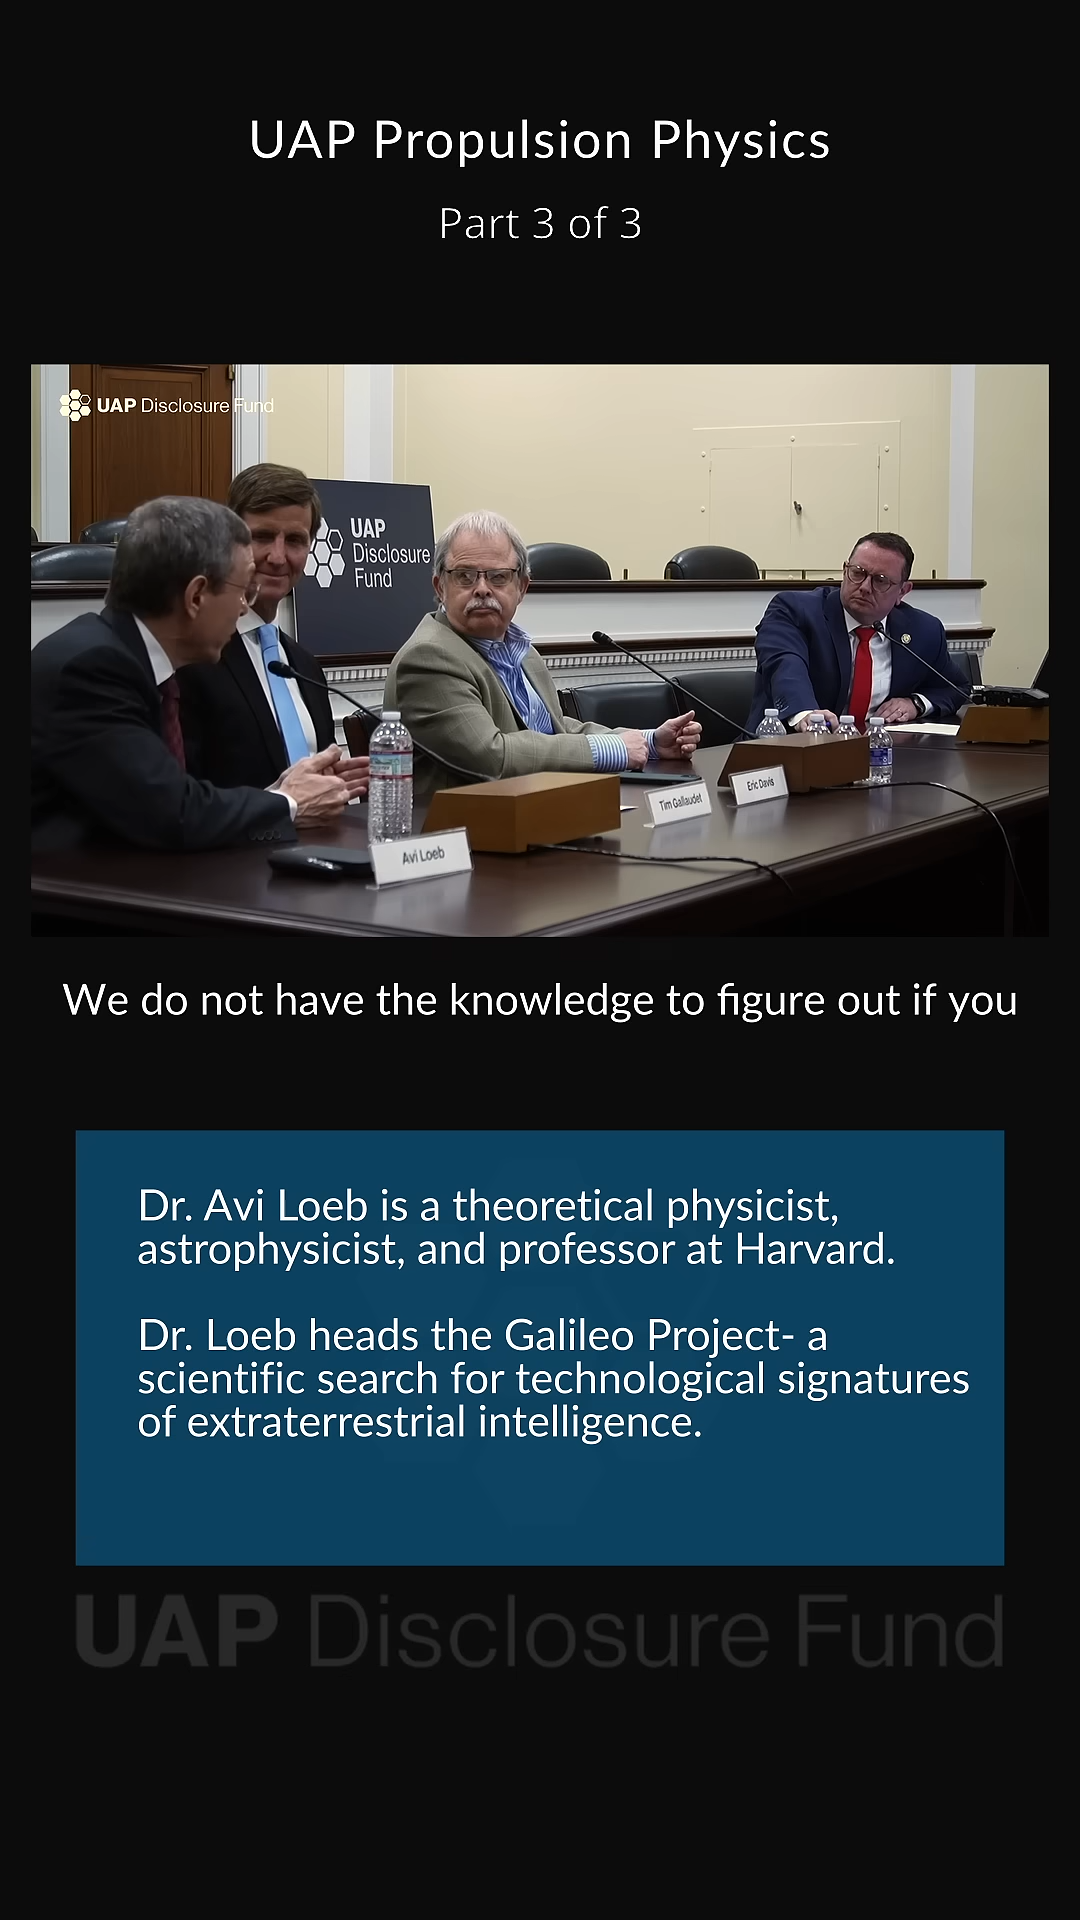 UAP Propulsion Physics
Part 3 of 3
UAP Disclosure Fund
UAP
Disclosure
Fund
Avi Loeb
Tim Gallaudet
Eric Davis
We do not have the knowledge to figure out if you
Dr. Avi Loeb is a theoretical physicist,
astrophysicist, and professor at Harvard.
Dr. Loeb heads the Galileo Project- a
scientific search for technological signatures
of extraterrestrial intelligence.
UAP Disclosure Fund